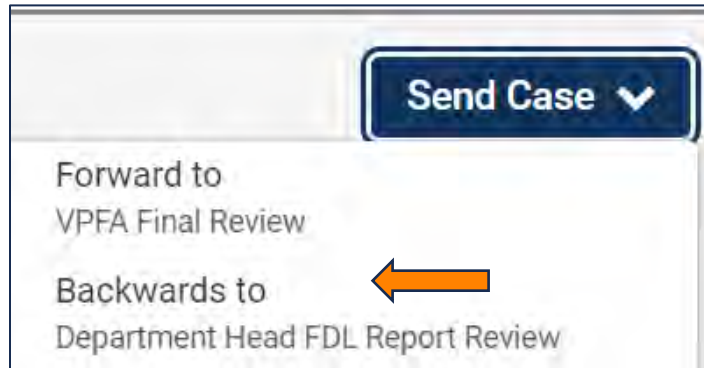 Send Case
Forward to
VPFA Final Review
Backwards to
Department Head FDL Report Review